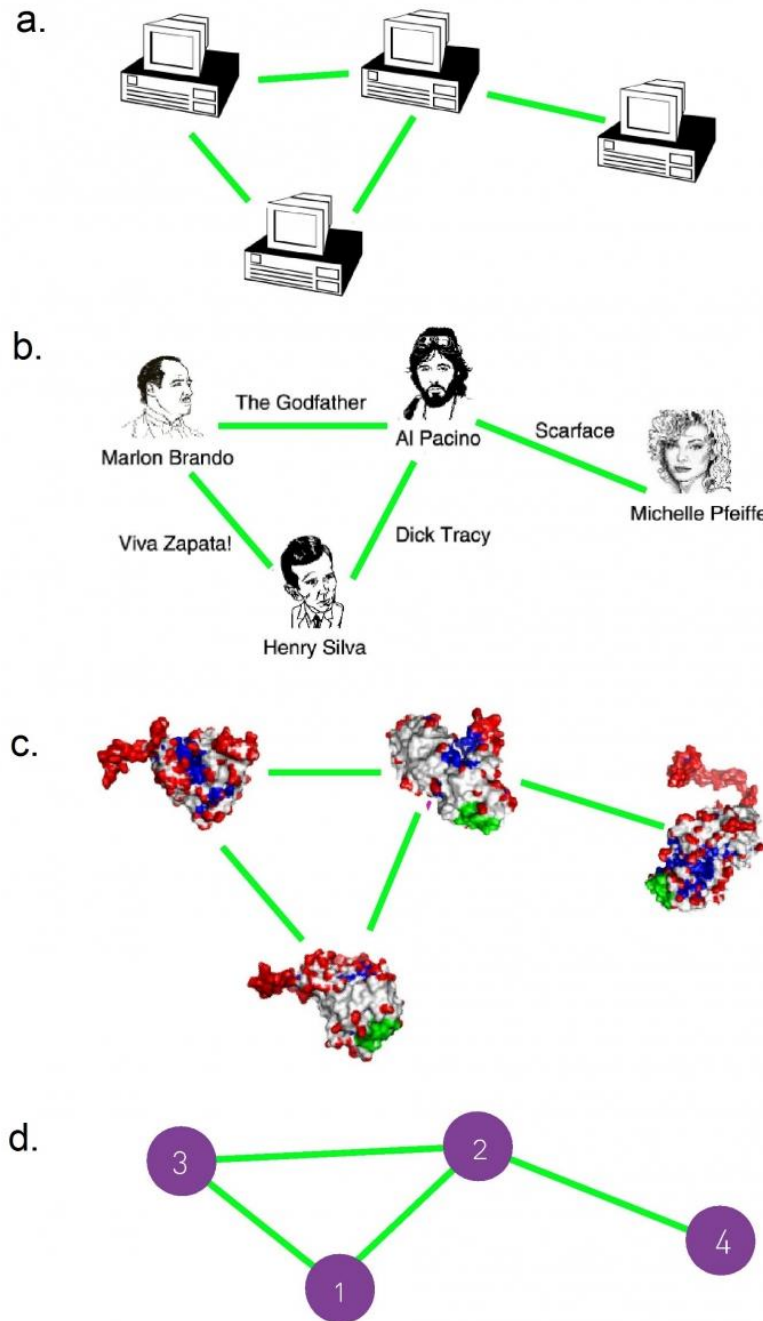 a.
b.
The Godfather
Al Pacino
Scarface
Marlon Brando
Michelle Pfeiffe
Viva Zapata!
Dick Tracy
Henry Silva
c.
d.
3
2
4
1